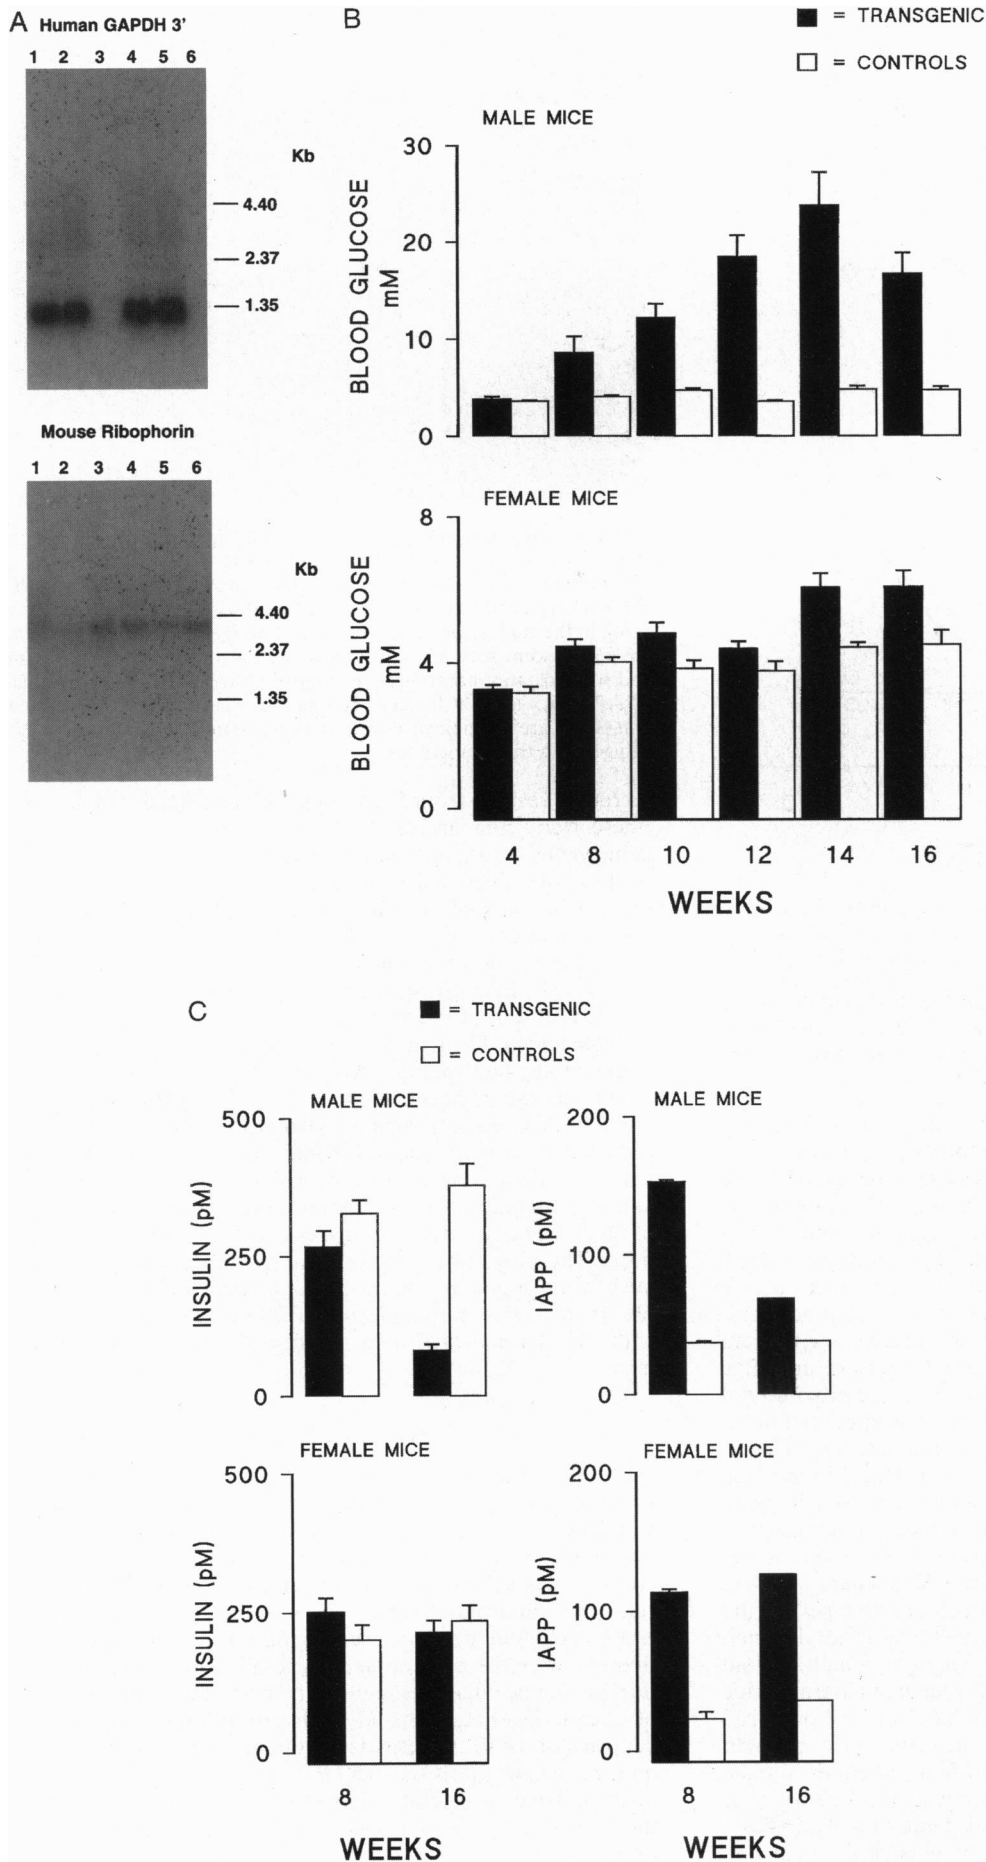 A Human GAPDH 3'
1 2 3 4 5 6
Kb
4.40
2.37
1.35
Mouse Ribophorin
1 2 3 4 5 6
Kb
4.40
2.37
1.35
B
= TRANSGENIC
= CONTROLS
MALE MICE
30
20
10
0
BLOOD GLUCOSE
mM
FEMALE MICE
8
4
0
BLOOD GLUCOSE
mM
4 8 10 12 14 16
WEEKS
C
= TRANSGENIC
= CONTROLS
MALE MICE
500
250
0
INSULIN (pM)
MALE MICE
200
100
0
IAPP (pM)
FEMALE MICE
500
250
0
INSULIN (pM)
8 16
WEEKS
FEMALE MICE
200
100
0
IAPP (pM)
8 16
WEEKS